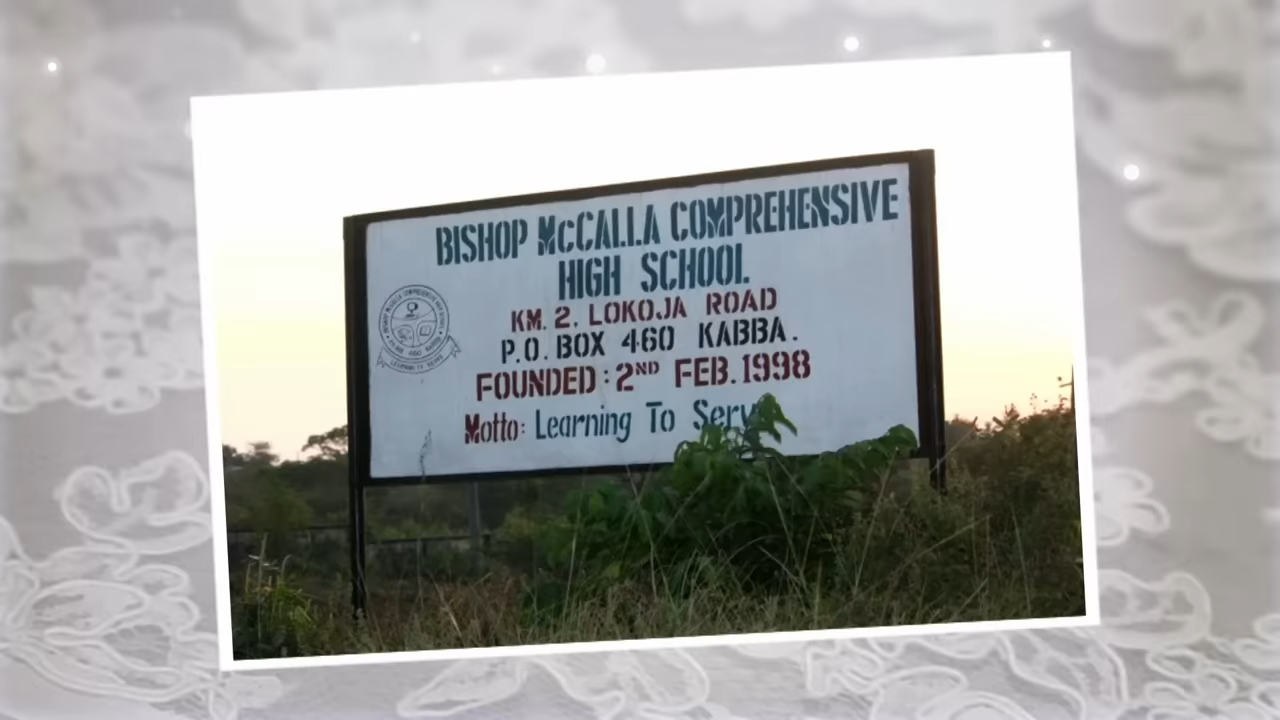 BISHOP McCALLA COMPREHENSIVE
HIGH SCHOOL
KM. 2, LOKOJA ROAD
P.O. BOX 460 KABBA.
FOUNDED: 2ND FEB. 1998
Motto: Learning To